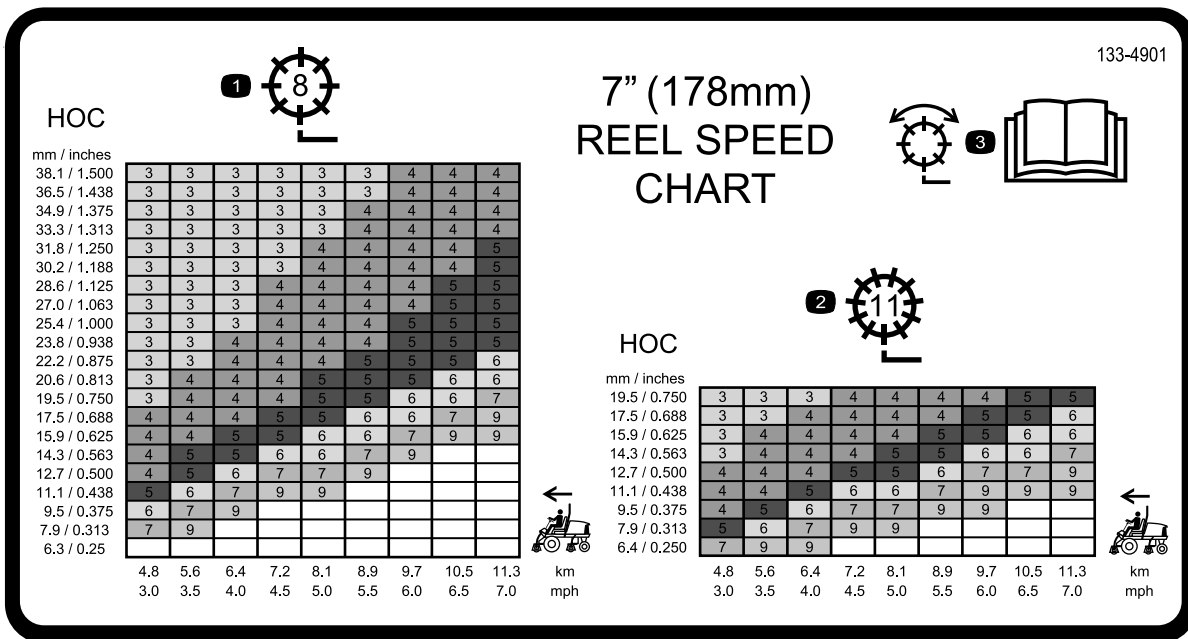 133-4901
7” (178mm)
REEL SPEED
CHART
3
1
8
HOC
mm / inches
38.1 / 1.500 3 3 3 3 3 3 4 4 4
36.5 / 1.438 3 3 3 3 3 3 4 4 4
34.9 / 1.375 3 3 3 3 3 4 4 4 4
33.3 / 1.313 3 3 3 3 3 4 4 4 4
31.8 / 1.250 3 3 3 3 4 4 4 4 5
30.2 / 1.188 3 3 3 3 4 4 4 4 5
28.6 / 1.125 3 3 3 4 4 4 4 5 5
27.0 / 1.063 3 3 3 4 4 4 4 5 5
25.4 / 1.000 3 3 3 4 4 4 5 5 5
23.8 / 0.938 3 3 4 4 4 4 5 5 5
22.2 / 0.875 3 3 4 4 4 5 5 5 6
20.6 / 0.813 3 4 4 4 5 5 5 6 6
19.5 / 0.750 3 4 4 4 5 5 6 6 7
17.5 / 0.688 4 4 4 5 5 6 6 7 9
15.9 / 0.625 4 4 5 5 6 6 7 9 9
14.3 / 0.563 4 5 5 6 6 7 9
12.7 / 0.500 4 5 6 7 7 9
11.1 / 0.438 5 6 7 9 9
9.5 / 0.375 6 7 9
7.9 / 0.313 7 9
6.3 / 0.25
4.8 5.6 6.4 7.2 8.1 8.9 9.7 10.5 11.3 km
3.0 3.5 4.0 4.5 5.0 5.5 6.0 6.5 7.0 mph
2
11
HOC
mm / inches
19.5 / 0.750 3 3 3 4 4 4 4 5 5
17.5 / 0.688 3 3 4 4 4 4 5 5 6
15.9 / 0.625 3 4 4 4 4 5 5 6 6
14.3 / 0.563 3 4 4 4 5 5 6 6 7
12.7 / 0.500 4 4 4 5 5 6 7 7 9
11.1 / 0.438 4 4 5 6 6 7 9 9 9
9.5 / 0.375 4 5 6 7 7 9 9
7.9 / 0.313 5 6 7 9 9
6.4 / 0.250 7 9 9
4.8 5.6 6.4 7.2 8.1 8.9 9.7 10.5 11.3 km
3.0 3.5 4.0 4.5 5.0 5.5 6.0 6.5 7.0 mph